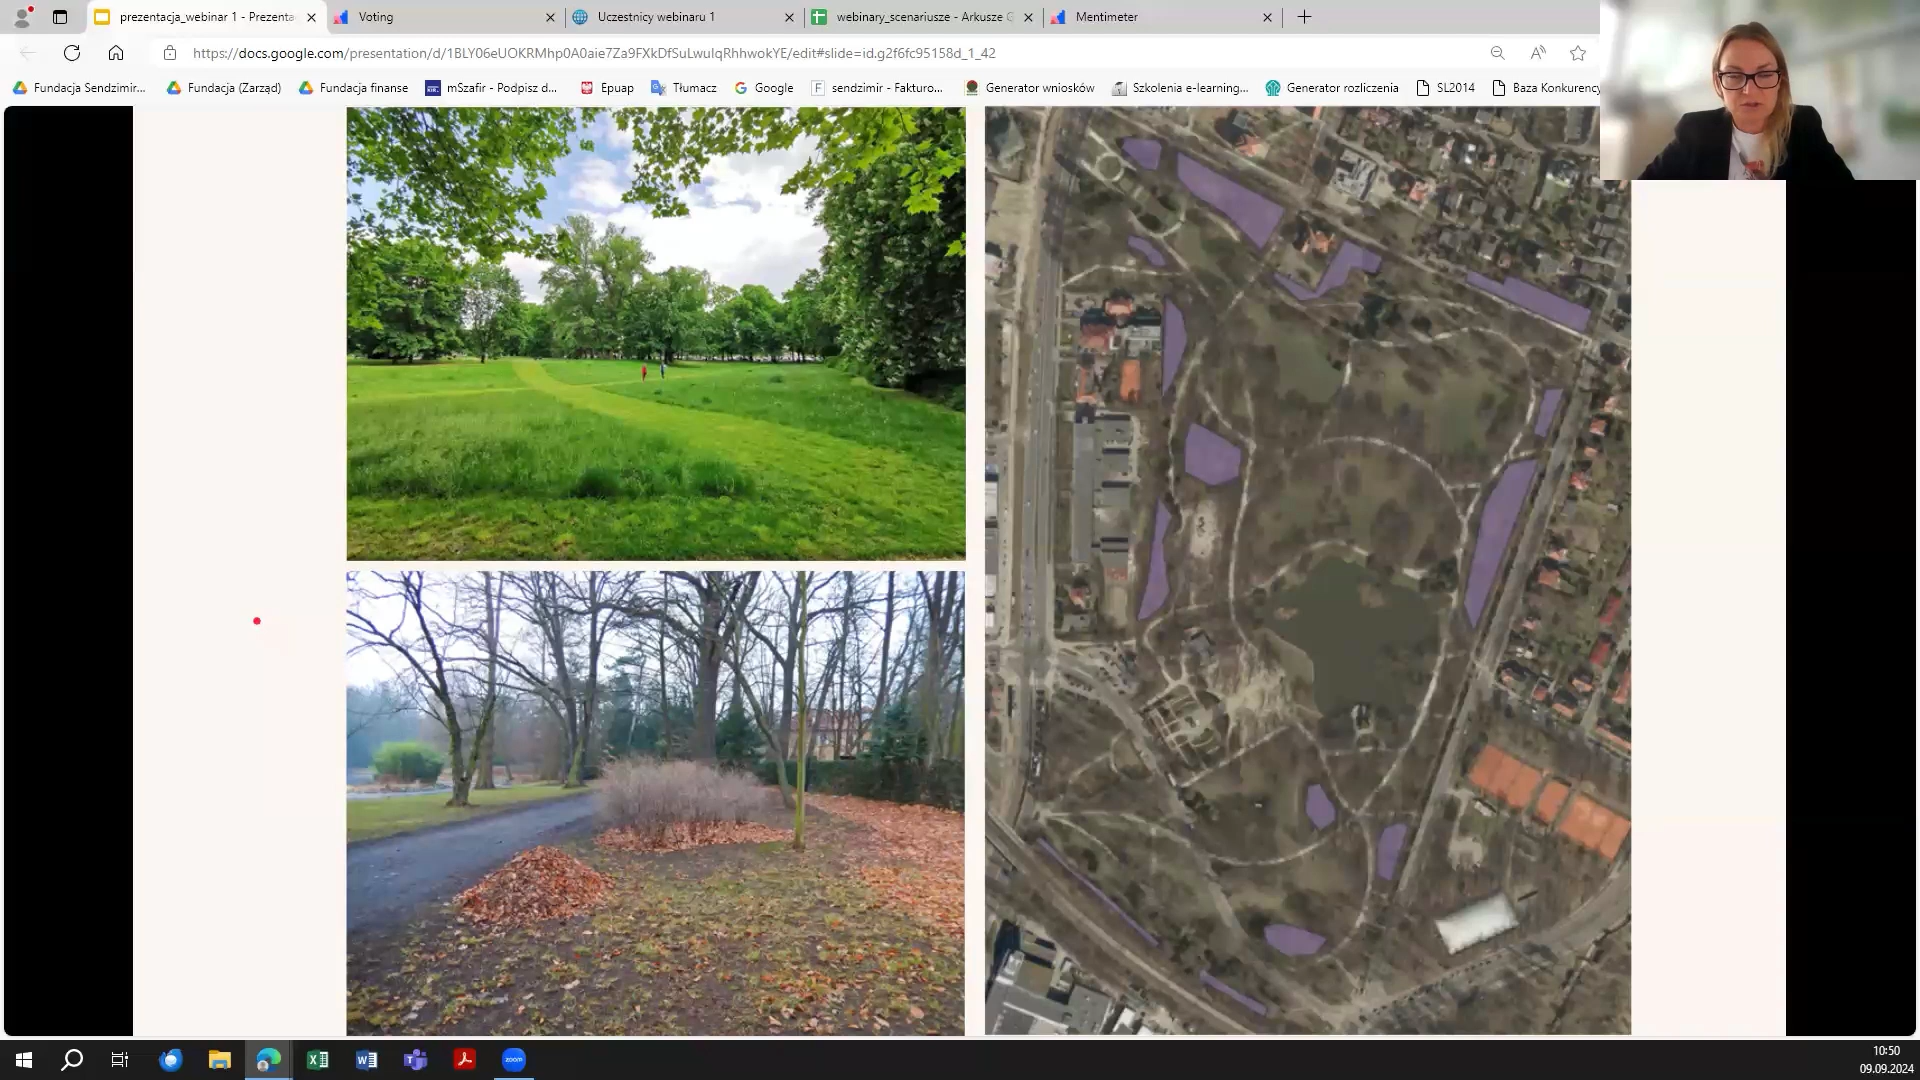 prezentacja_webinar 1 - Prezenta
Voting
Uczestnicy webinaru 1
webinary_scenariusze - Arkusze G
Mentimeter
https://docs.google.com/presentation/d/1BLY06eUOKRMhp0A0aie7Za9FXkDfSuLwuIqRhhwokYE/edit#slide=id.g2f6fc95158d_1_42
Fundacja Sendzimir...
Fundacja (Zarząd)
Fundacja finanse
mSzafir - Podpisz d...
Epuap
Tłumacz
Google
sendzimir - Fakturo...
Generator wniosków
Szkolenia e-learning...
Generator rozliczenia
SL2014
Baza Konkurency
zoom
10:50
09.09.2024